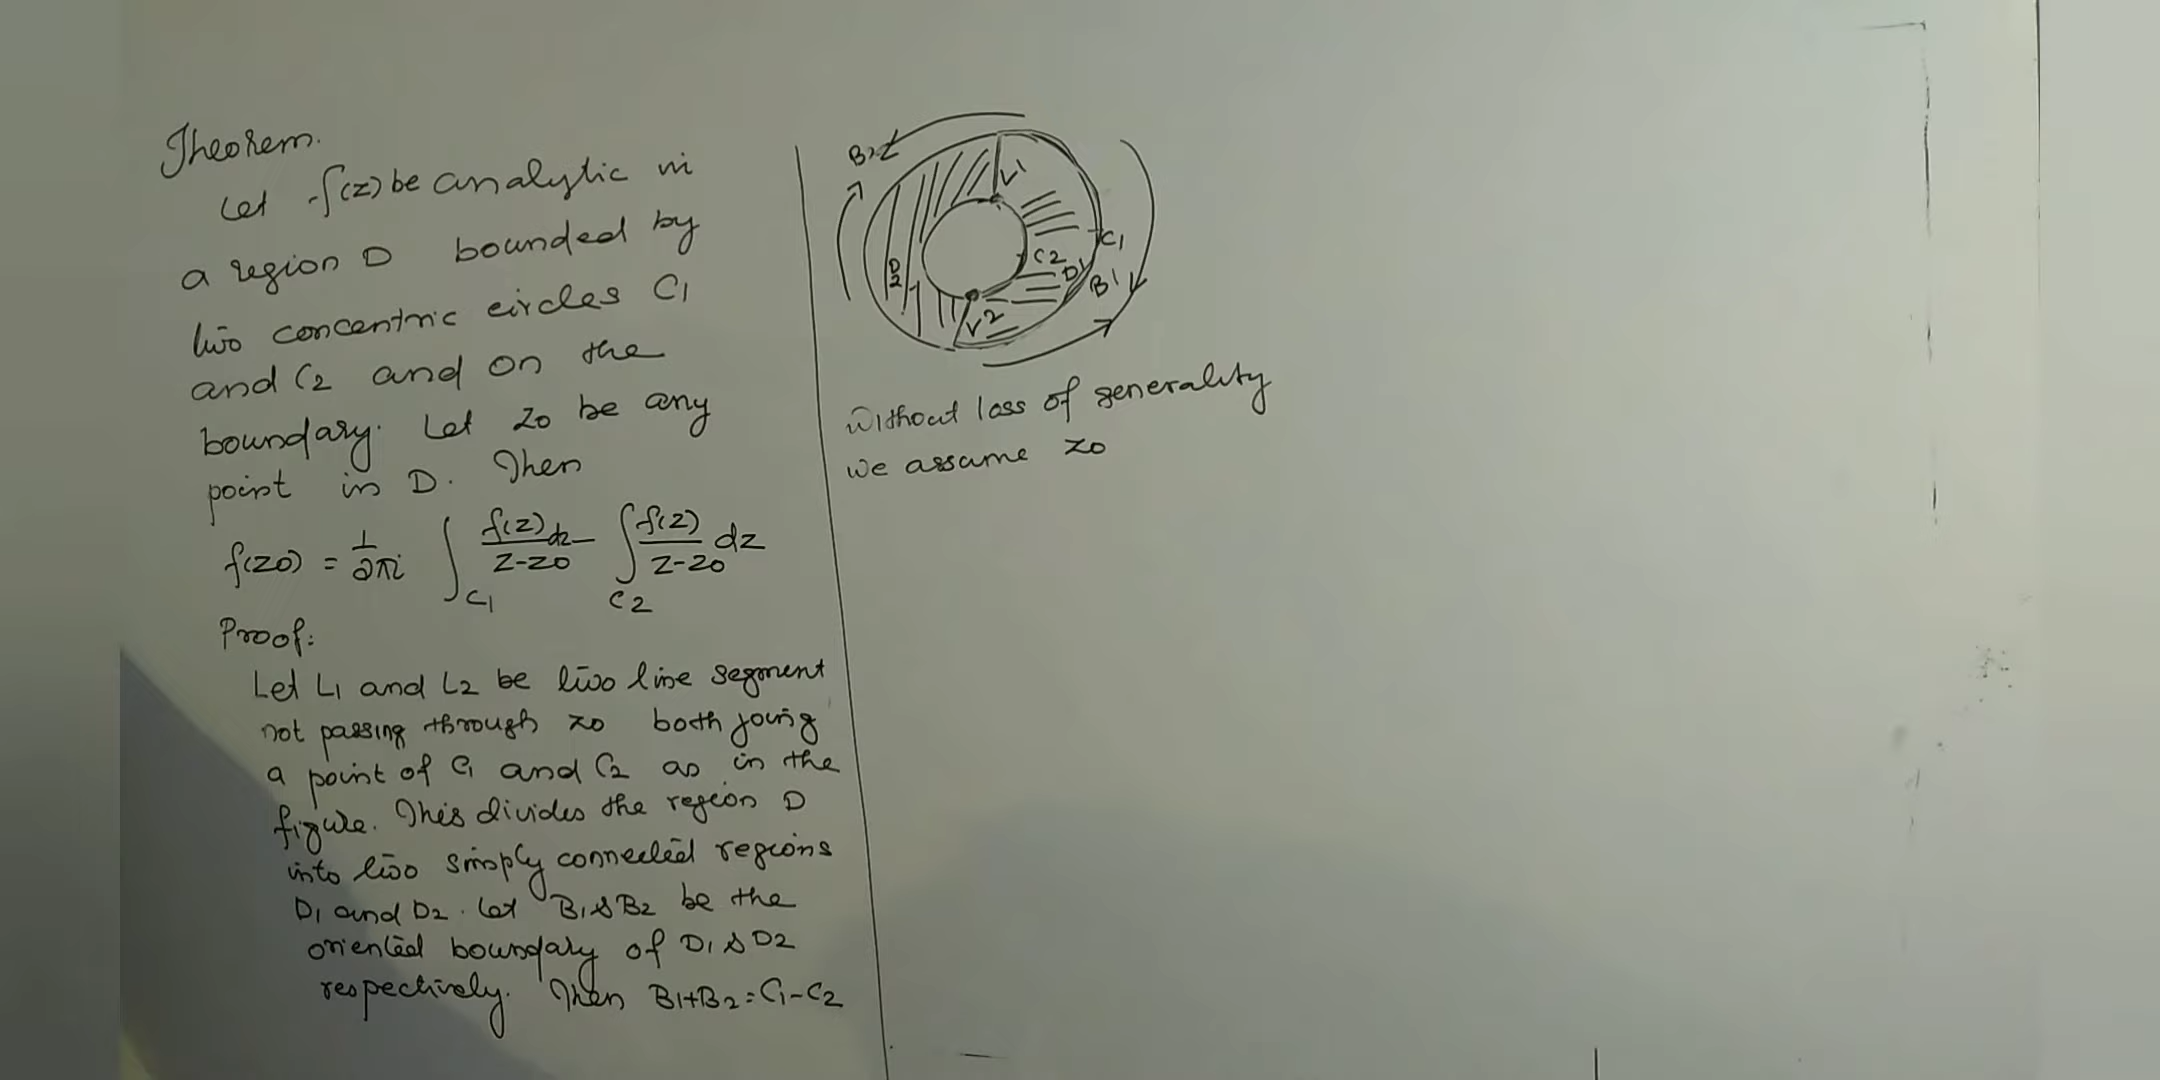 Theorem.
Let f(z) be analytic in
a region D bounded by
two concentric circles C1
and C2 and on the
boundary. Let z0 be any
point in D. Then
f(z0) = 1/2πi ∫C1 f(z)dz/z-z0 - ∫C2 f(z)/z-z0 dz
Proof:
Let L1 and L2 be two line segment
not passing through z0 both joing
a point of C1 and C2 as in the
figure. This divides the region D
into two simply connected regions
D1 and D2. Let B1 & B2 be the
oriented boundary of D1 & D2
respectively. Then B1+B2 = C1-C2
B2
L1
C1
C2
D1
B1
D2
L2
Without loss of generality
we assume z0